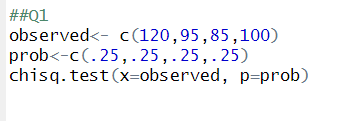 ##Q1
observed<- c(120,95,85,100)
prob<-c(.25,.25,.25,.25)
chisq.test(x=observed, p=prob)